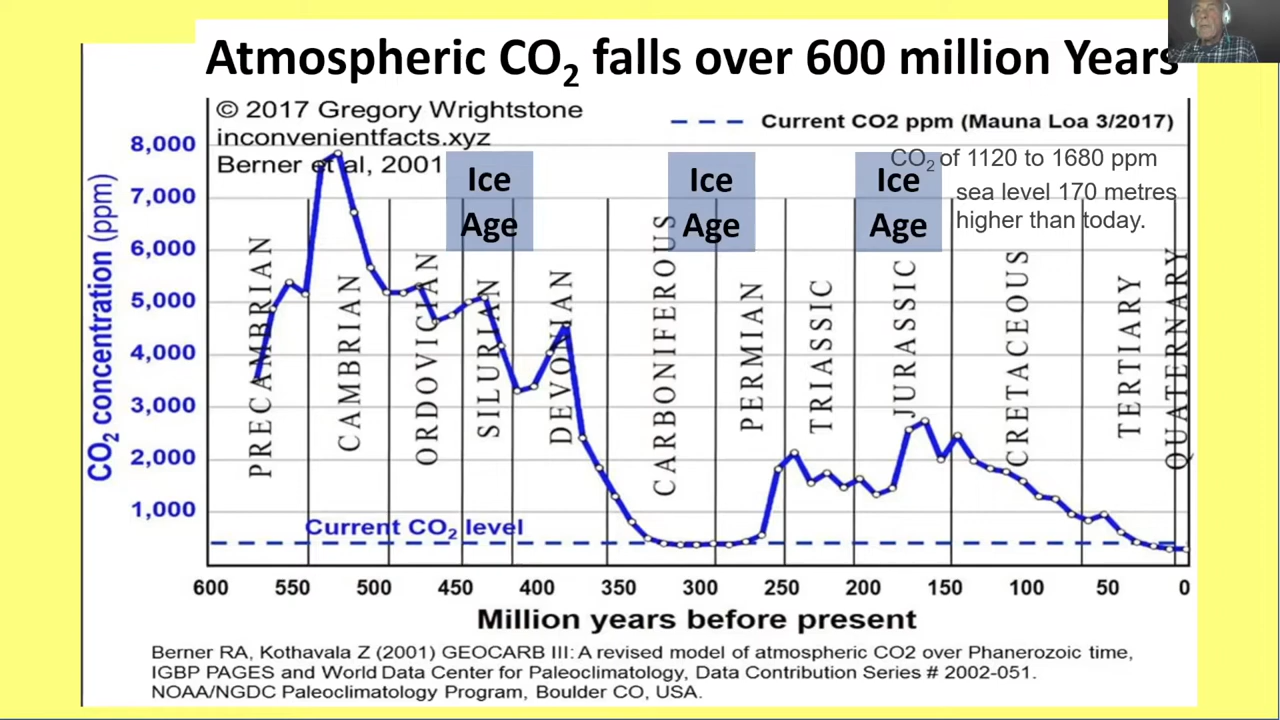 Atmospheric CO₂ falls over 600 million Years
© 2017 Gregory Wrightstone
inconvenientfacts.xyz
Berner et al, 2001
Current CO2 ppm (Mauna Loa 3/2017)
CO₂ of 1120 to 1680 ppm
sea level 170 metres
higher than today.
Ice
Age
Ice
Age
Ice
Age
CO₂ concentration (ppm)
8,000
7,000
6,000
5,000
4,000
3,000
2,000
1,000
PRECAMBRIAN
CAMBRIAN
ORDOVICIAN
SILURIAN
DEVONIAN
CARBONIFEROUS
PERMIAN
TRIASSIC
JURASSIC
CRETACEOUS
TERTIARY
QUATERNARY
Current CO₂ level
600 550 500 450 400 350 300 250 200 150 100 50 0
Million years before present
Berner RA, Kothavala Z (2001) GEOCARB III: A revised model of atmospheric CO2 over Phanerozoic time,
IGBP PAGES and World Data Center for Paleoclimatology, Data Contribution Series # 2002-051.
NOAA/NGDC Paleoclimatology Program, Boulder CO, USA.